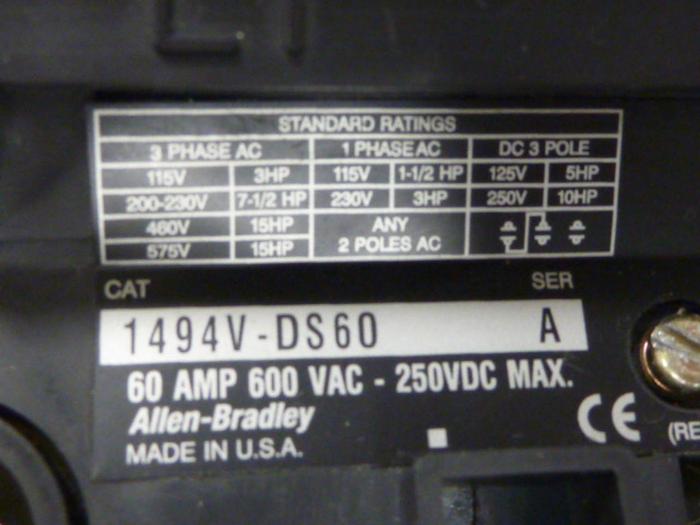 STANDARD RATINGS
3 PHASE AC 1 PHASE AC DC 3 POLE
115V 3HP 115V 1-1/2 HP 125V 5HP
200-230V 7-1/2 HP 230V 3HP 250V 10HP
460V 15HP ANY
575V 15HP 2 POLES AC
CAT SER
1494V-DS60 A
60 AMP 600 VAC - 250VDC MAX.
Allen-Bradley CE
MADE IN U.S.A. (RE